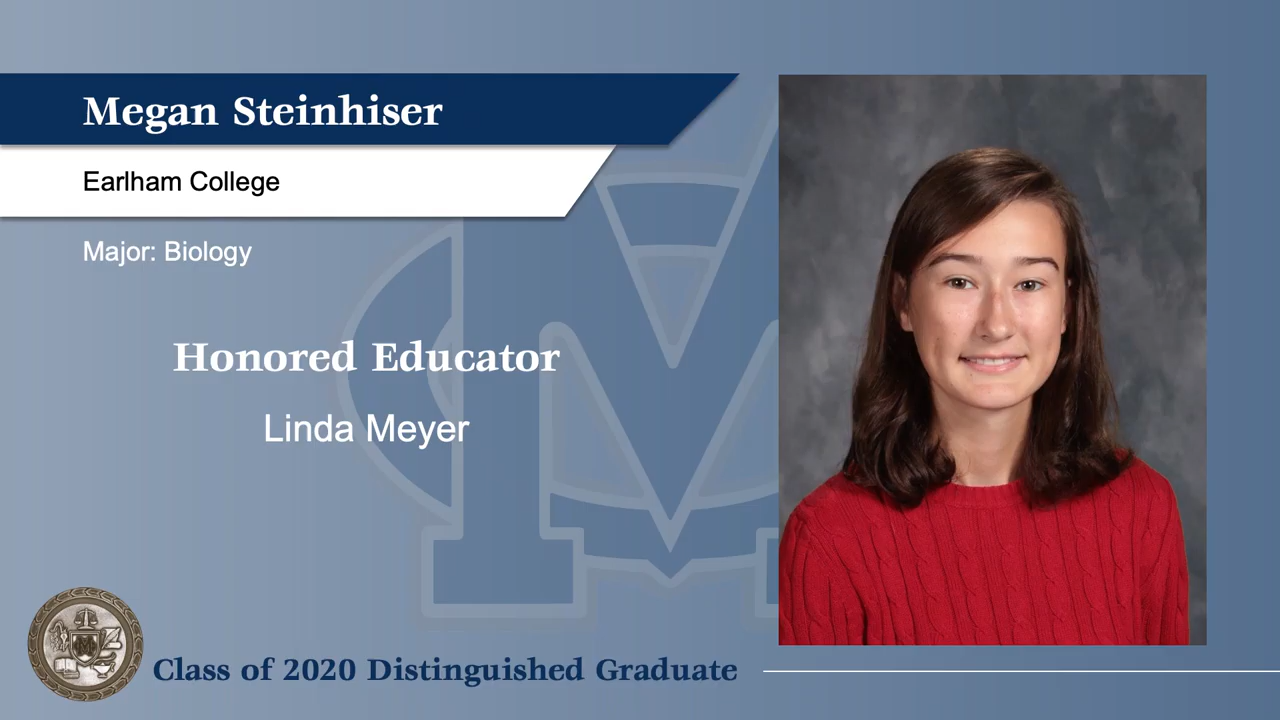 Megan Steinhiser
Earlham College
Major: Biology
Honored Educator
Linda Meyer
Class of 2020 Distinguished Graduate